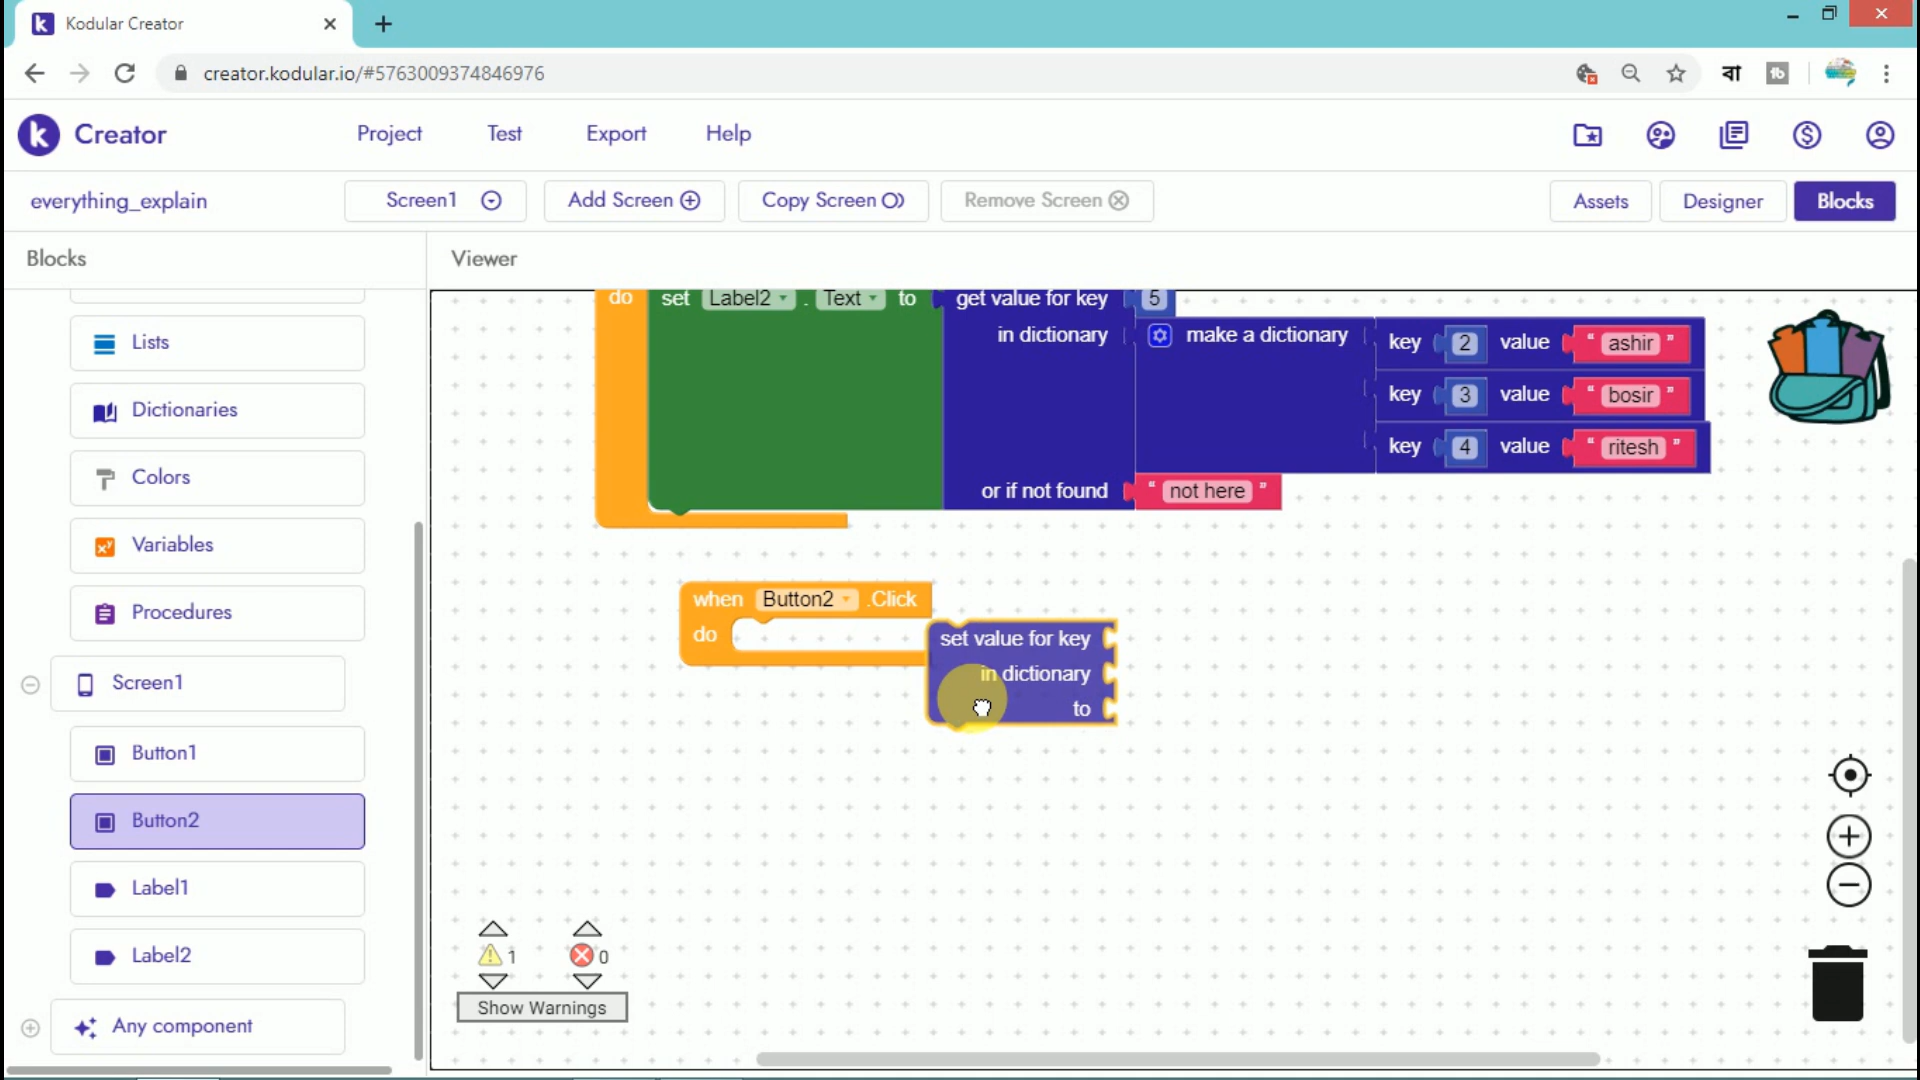 Kodular Creator
creator.kodular.io/#5763009374846976
বা
tb
k Creator
Project
Test
Export
Help
everything_explain
Screen1
Add Screen
Copy Screen
Remove Screen
Assets
Designer
Blocks
Blocks
Viewer
Lists
Dictionaries
Colors
Variables
Procedures
Screen1
Button1
Button2
Label1
Label2
Any component
do set Label2 . Text to get value for key 5
in dictionary make a dictionary key 2 value “ ashir ”
key 3 value “ bosir ”
key 4 value “ ritesh ”
or if not found “ not here ”
when Button2 .Click
do
set value for key
in dictionary
to
1
0
Show Warnings